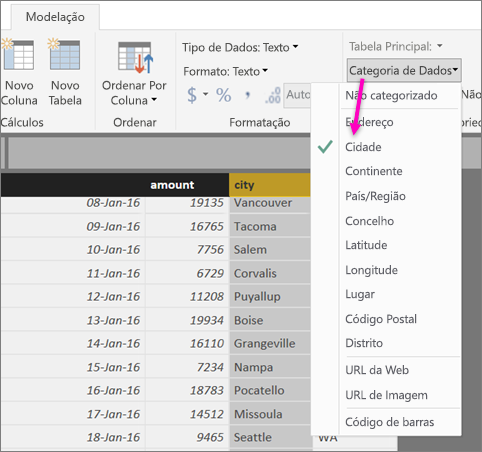 Modelação
Novo Coluna
Novo Tabela
Cálculos
Ordenar Por Coluna
Ordenar
Tipo de Dados: Texto
Formato: Texto
$ % , .00
Auto
Formatação
Tabela Principal:
Categoria de Dados
Não categorizado
Endereço
Cidade
Continente
País/Região
Concelho
Latitude
Longitude
Lugar
Código Postal
Distrito
URL da Web
URL de Imagem
Código de barras
amount city
08-Jan-16 19135 Vancouver
09-Jan-16 16765 Tacoma
10-Jan-16 7756 Salem
11-Jan-16 6729 Corvalis
12-Jan-16 11208 Puyallup
13-Jan-16 19934 Boise
14-Jan-16 16110 Grangeville
15-Jan-16 7234 Nampa
16-Jan-16 18783 Pocatello
17-Jan-16 14512 Missoula
18-Jan-16 9465 Seattle WA